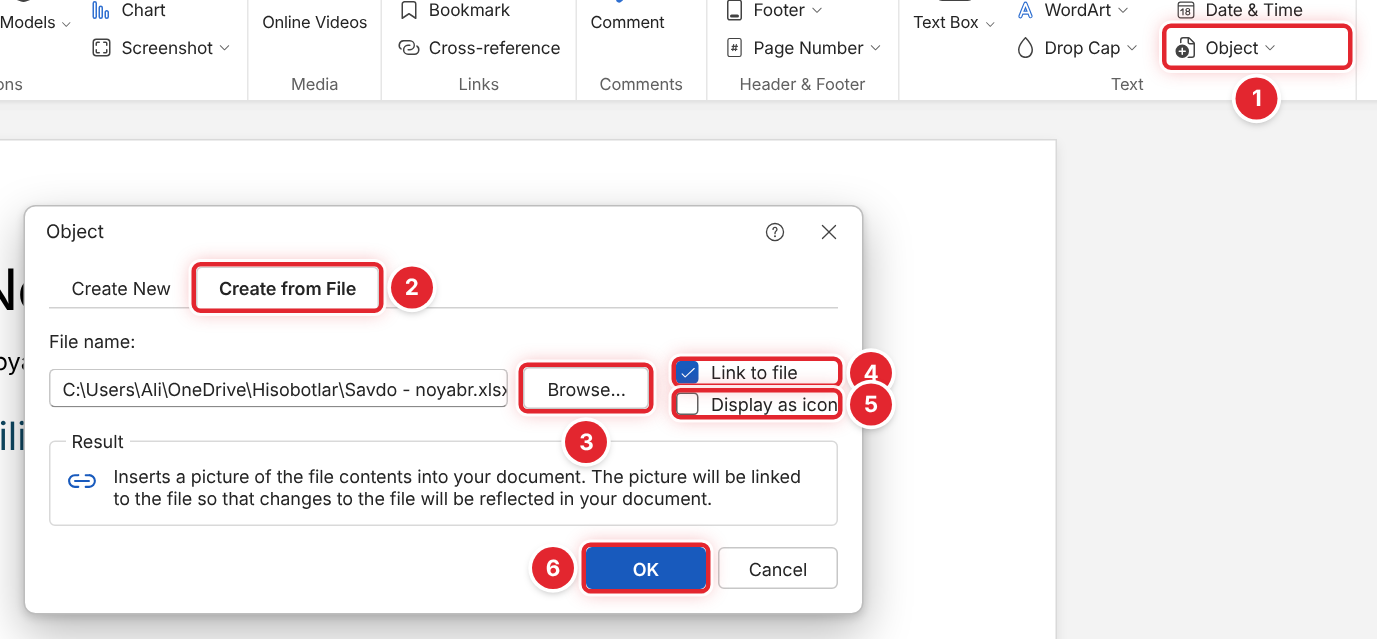 Models
Chart
Screenshot
Online Videos
Media
Bookmark
Cross-reference
Links
Comment
Comments
Footer
Page Number
Header & Footer
Text Box
WordArt
Drop Cap
Date & Time
Object
Text
1
Object
Create New
Create from File
2
File name:
C:\Users\Ali\OneDrive\Hisobotlar\Savdo - noyabr.xlsx
Browse...
3
Link to file
4
Display as icon
5
Result
Inserts a picture of the file contents into your document. The picture will be linked
to the file so that changes to the file will be reflected in your document.
6
OK
Cancel